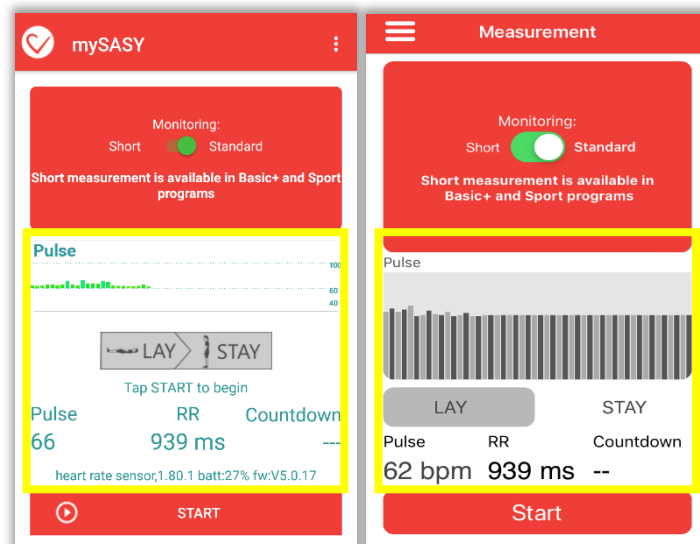 mySASY
Monitoring:
Short Standard
Short measurement is available in Basic+ and Sport
programs
Pulse
100
60
40
LAY STAY
Tap START to begin
Pulse RR Countdown
66 939 ms ---
heart rate sensor,1.80.1 batt:27% fw:V5.0.17
START
Measurement
Monitoring:
Short Standard
Short measurement is available in
Basic+ and Sport programs
Pulse
LAY STAY
Pulse RR Countdown
62 bpm 939 ms --
Start